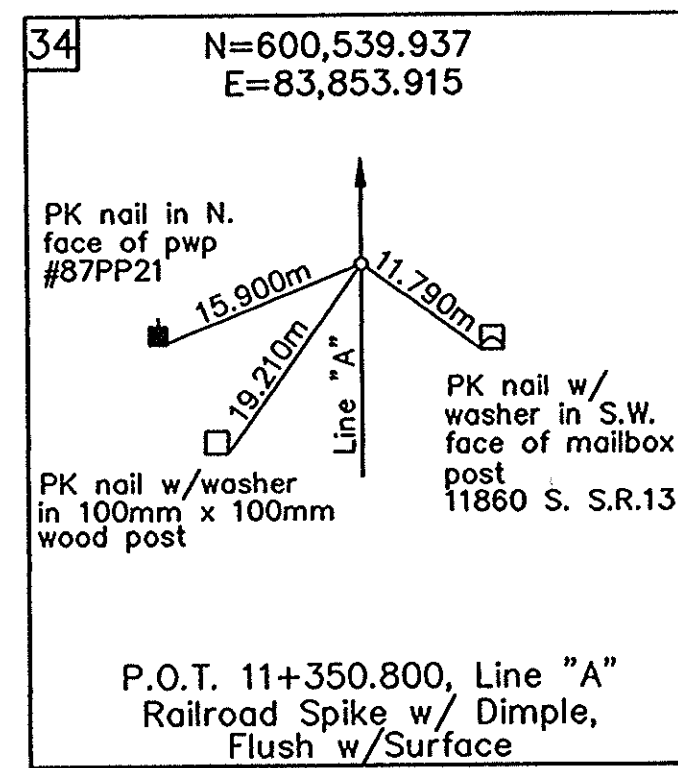 34
N=600,539.937
E=83,853.915
PK nail in N.
face of pwp
#87PP21
15.900m
11.790m
19.210m
Line "A"
PK nail w/
washer in S.W.
face of mailbox
post
11860 S. S.R.13
PK nail w/washer
in 100mm x 100mm
wood post
P.O.T. 11+350.800, Line "A"
Railroad Spike w/ Dimple,
Flush w/Surface